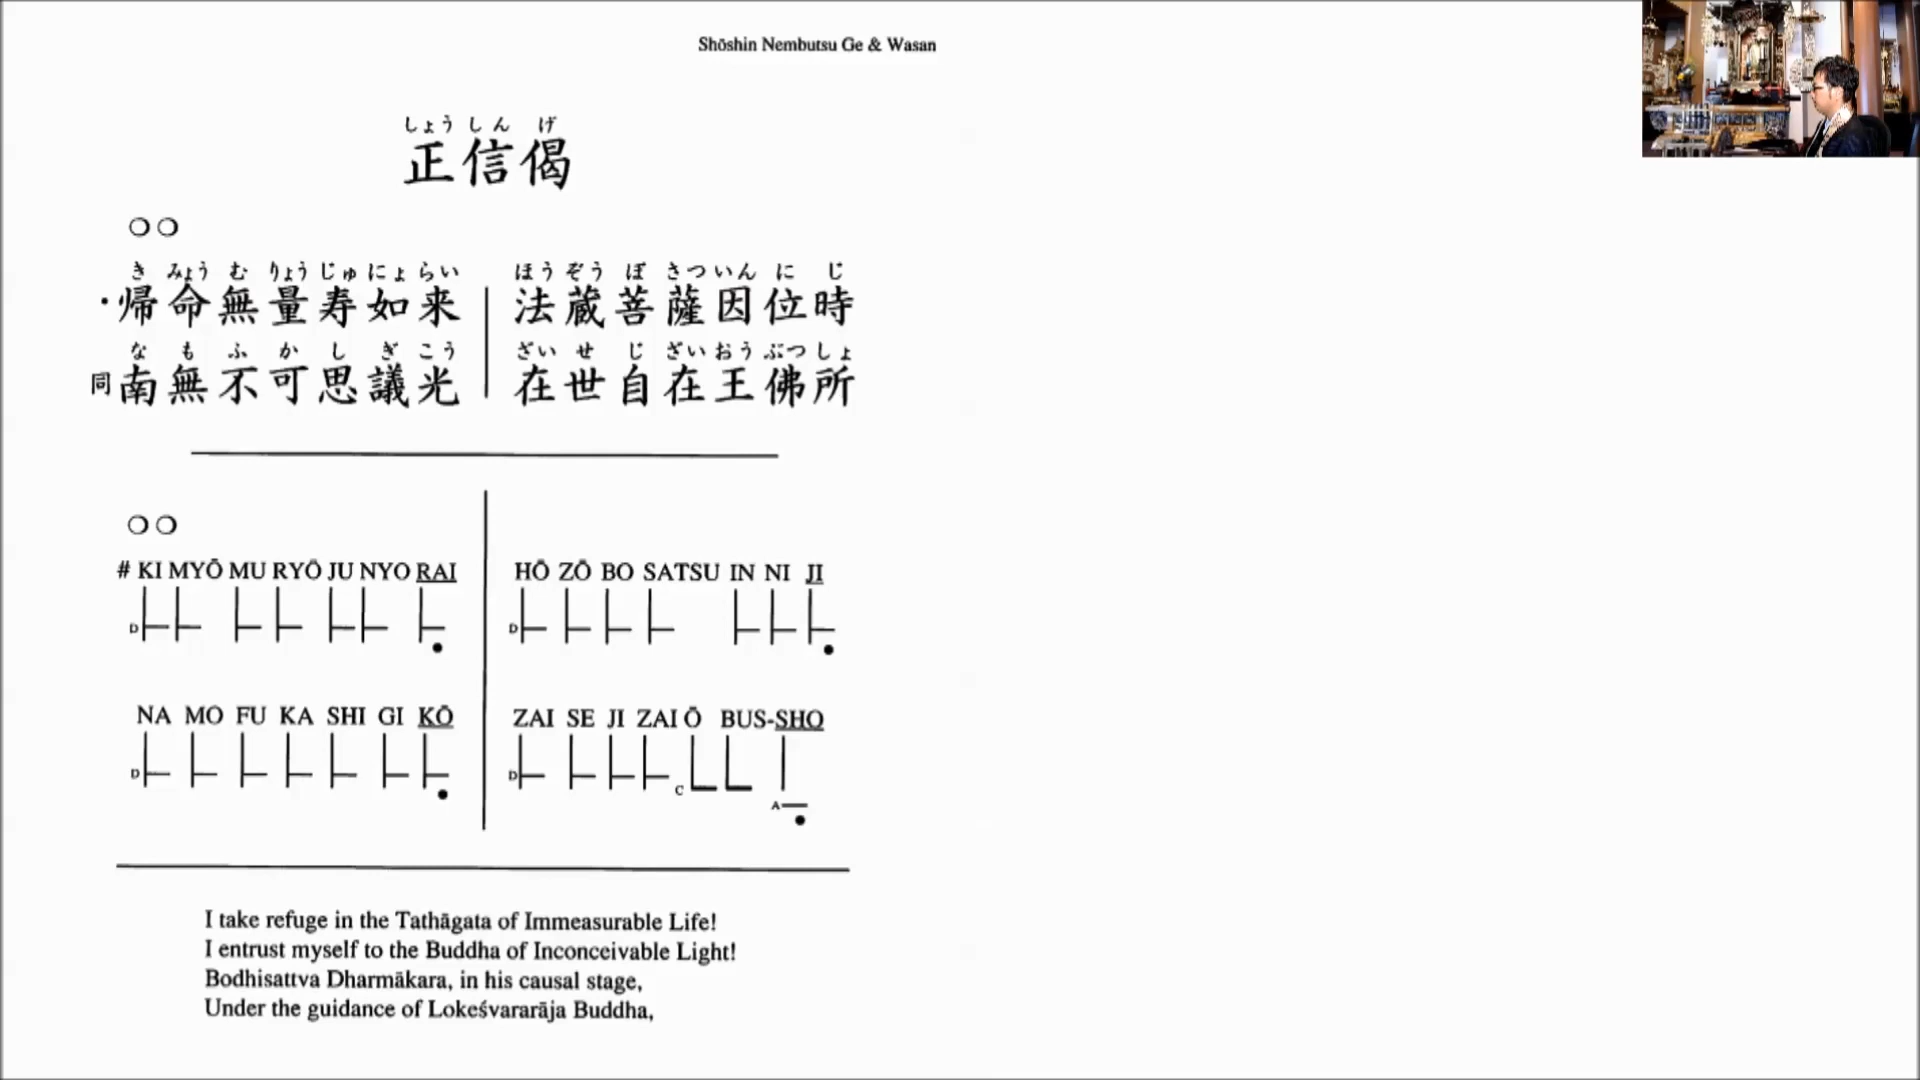 Shōshin Nembutsu Ge & Wasan
しょう しん げ
正信偈
○○
き みょう む りょう じゅ にょ らい
・帰命無量寿如来
な も ふ か し ぎ こう
同 南無不可思議光
ほう ぞう ぼ さつ いん に じ
法蔵菩薩因位時
ざい せ じ ざい おう ぶつ しょ
在世自在王佛所
○○
# KI MYŌ MU RYŌ JU NYO RAI
D
NA MO FU KA SHI GI KŌ
D
HŌ ZŌ BO SATSU IN NI JI
D
ZAI SE JI ZAI Ō BUS-SHO
D C A
I take refuge in the Tathāgata of Immeasurable Life!
I entrust myself to the Buddha of Inconceivable Light!
Bodhisattva Dharmākara, in his causal stage,
Under the guidance of Lokeśvararāja Buddha,